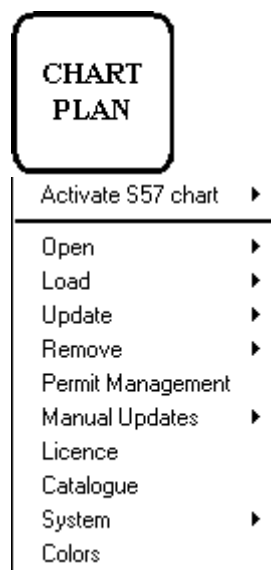 CHART
PLAN
Activate S57 chart
Open
Load
Update
Remove
Permit Management
Manual Updates
Licence
Catalogue
System
Colors